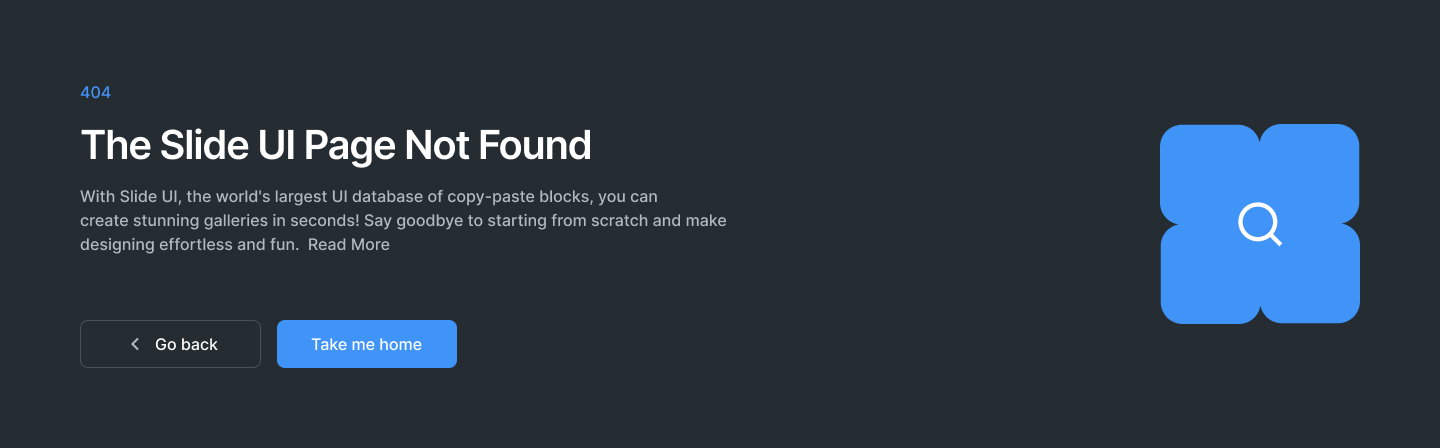 404
The Slide UI Page Not Found
With Slide UI, the world's largest UI database of copy-paste blocks, you can
create stunning galleries in seconds! Say goodbye to starting from scratch and make
designing effortless and fun.  Read More
Go back
Take me home